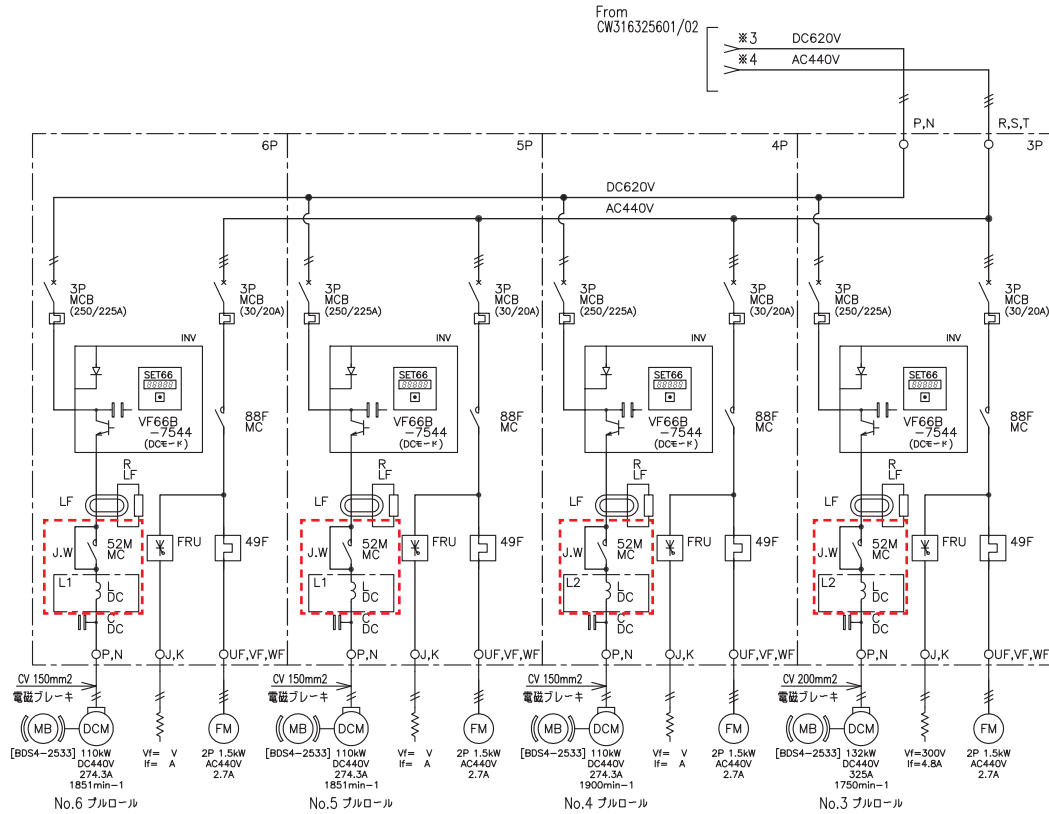 From
CW316325601/02
※3 DC620V
※4 AC440V
P,N R,S,T
6P 5P 4P 3P
DC620V
AC440V
3P
MCB
(250/225A)
3P
MCB
(30/20A)
3P
MCB
(250/225A)
3P
MCB
(30/20A)
3P
MCB
(250/225A)
3P
MCB
(30/20A)
3P
MCB
(250/225A)
3P
MCB
(30/20A)
INV INV INV INV
SET66 SET66 SET66 SET66
88888 88888 88888 88888
VF66B
-7544
(DCモード)
88F
MC
VF66B
-7544
(DCモード)
88F
MC
VF66B
-7544
(DCモード)
88F
MC
VF66B
-7544
(DCモード)
88F
MC
R
LF
LF
R
LF
LF
R
LF
LF
R
LF
LF
J.W
52M
MC
FRU
49F
J.W
52M
MC
FRU
49F
J.W
52M
MC
FRU
49F
J.W
52M
MC
FRU
49F
L1
L
DC
L1
L
DC
L2
L
DC
L2
L
DC
C
DC
C
DC
C
DC
C
DC
P,N J,K UF,VF,WF P,N J,K UF,VF,WF P,N J,K UF,VF,WF P,N J,K UF,VF,WF
CV 150mm2 CV 150mm2 CV 150mm2 CV 200mm2
電磁ブレーキ 電磁ブレーキ 電磁ブレーキ 電磁ブレーキ
MB DCM FM MB DCM FM MB DCM FM MB DCM FM
[BDS4-2533] 110kW
DC440V
274.3A
1851min-1
Vf= V
If= A
2P 1.5kW
AC440V
2.7A
[BDS4-2533] 110kW
DC440V
274.3A
1851min-1
Vf= V
If= A
2P 1.5kW
AC440V
2.7A
[BDS4-2533] 110kW
DC440V
274.3A
1900min-1
Vf= V
If= A
2P 1.5kW
AC440V
2.7A
[BDS4-2533] 132kW
DC440V
325A
1750min-1
Vf=300V
If=4.8A
2P 1.5kW
AC440V
2.7A
No.6 ブルロール No.5 ブルロール No.4 ブルロール No.3 ブルロール